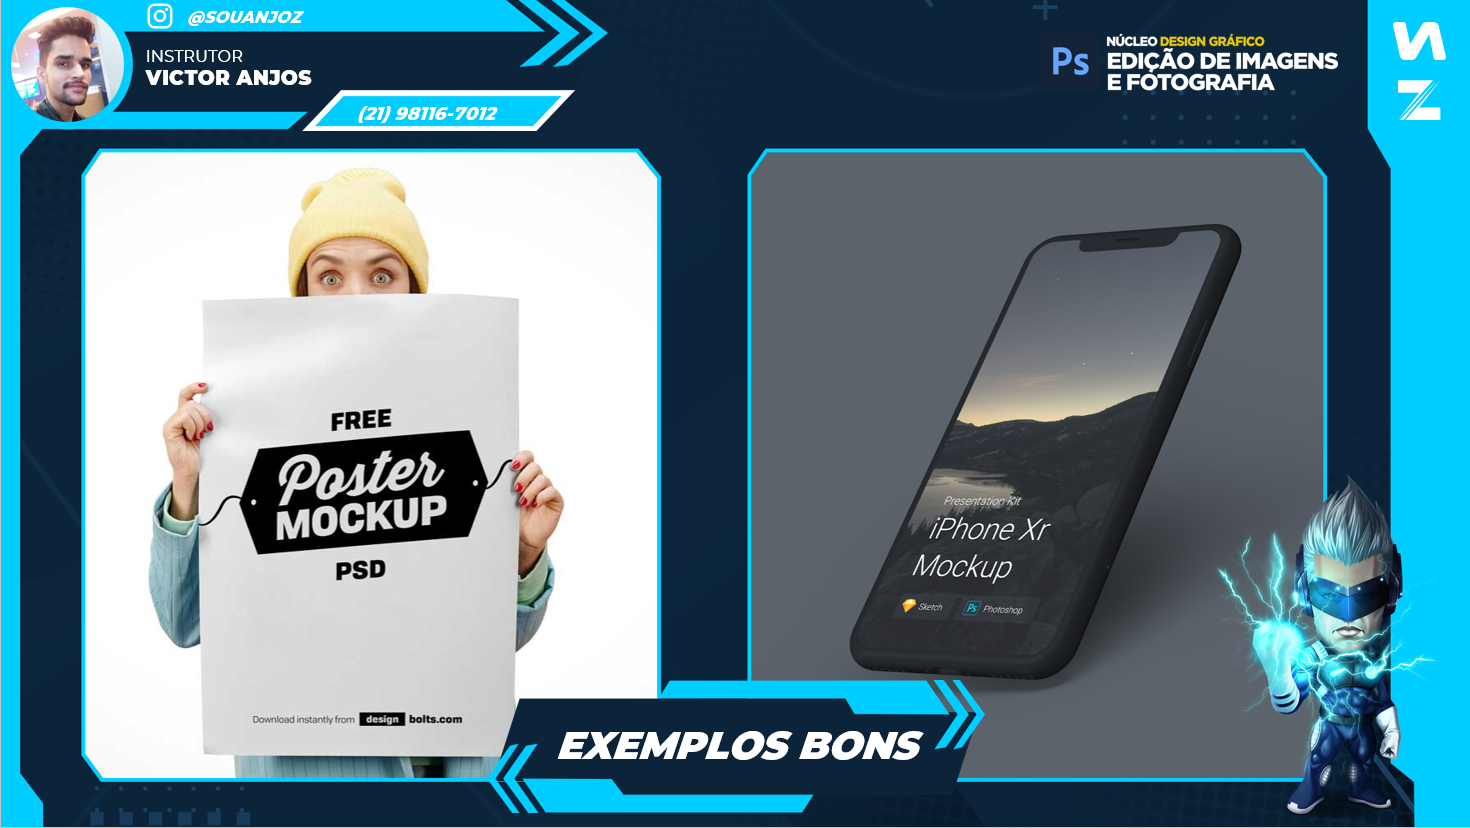 @SOUANJOZ
INSTRUTOR
VICTOR ANJOS
(21) 98116-7012
Ps
NÚCLEO DESIGN GRÁFICO
EDIÇÃO DE IMAGENS
E FOTOGRAFIA
FREE
Poster
MOCKUP
PSD
Download instantly from design bolts.com
Presentation Kit
iPhone Xr
Mockup
Sketch
Ps Photoshop
EXEMPLOS BONS